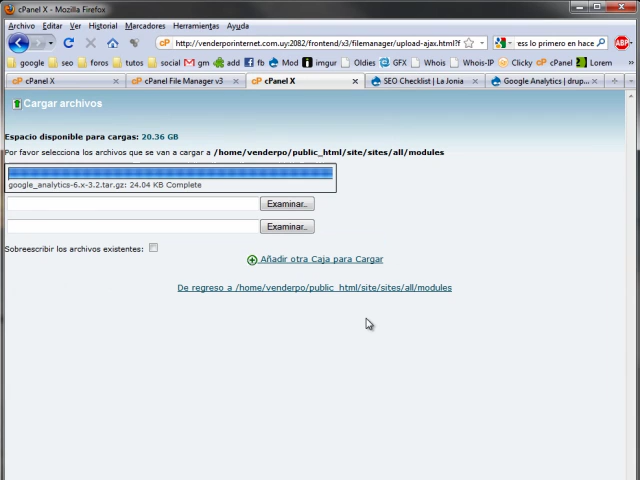 cPanel X - Mozilla Firefox
Archivo Editar Ver Historial Marcadores Herramientas Ayuda
http://venderporinternet.com.uy:2082/frontend/x3/filemanager/upload-ajax.html?f
ess lo primero en hace
ABP
google seo foros tutos social gm add fb Mod imgur Oldies GFX Whois Whois-IP Clicky cPanel Lorem
cPanel X
cPanel File Manager v3
cPanel X
SEO Checklist | La Jonia
Google Analytics | drup...
Cargar archivos
Espacio disponible para cargas: 20.36 GB
Por favor selecciona los archivos que se van a cargar a /home/venderpo/public_html/site/sites/all/modules
google_analytics-6.x-3.2.tar.gz: 24.04 KB Complete
Examinar..
Examinar..
Sobreescribir los archivos existentes:
Añadir otra Caja para Cargar
De regreso a /home/venderpo/public_html/site/sites/all/modules